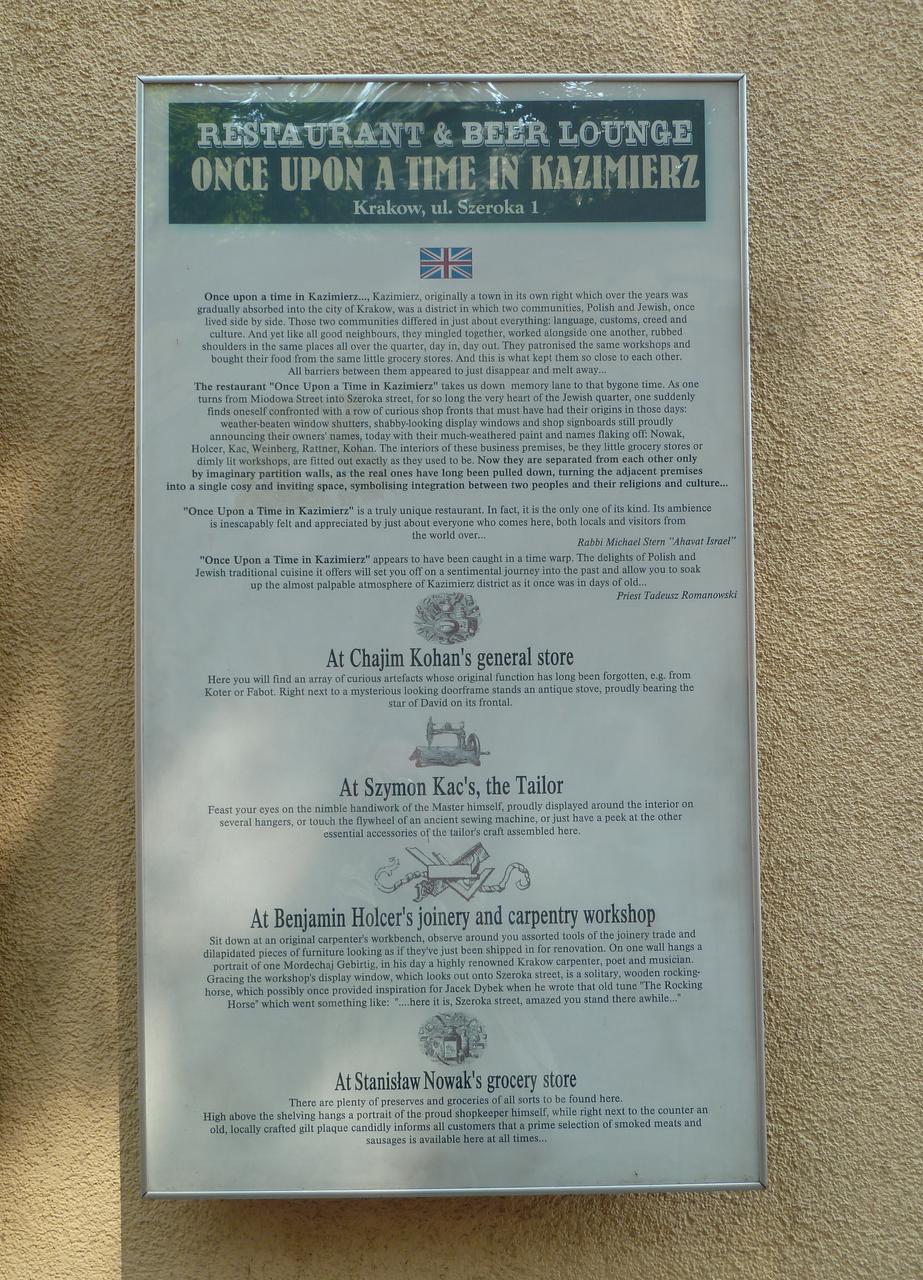 RESTAURANT & BEER LOUNGE
ONCE UPON A TIME IN KAZIMIERZ
Krakow, ul. Szeroka 1
Once upon a time in Kazimierz..., Kazimierz, originally a town in its own right which over the years was
gradually absorbed into the city of Krakow, was a district in which two communities, Polish and Jewish, once
lived side by side. Those two communities differed in just about everything: language, customs, creed and
culture. And yet like all good neighbours, they mingled together, worked alongside one another, rubbed
shoulders in the same places all over the quarter, day in, day out. They patronised the same workshops and
bought their food from the same little grocery stores. And this is what kept them so close to each other.
All barriers between them appeared to just disappear and melt away...
The restaurant "Once Upon a Time in Kazimierz" takes us down memory lane to that bygone time. As one
turns from Miodowa Street into Szeroka street, for so long the very heart of the Jewish quarter, one suddenly
finds oneself confronted with a row of curious shop fronts that must have had their origins in those days:
weather-beaten window shutters, shabby-looking display windows and shop signboards still proudly
announcing their owners' names, today with their much-weathered paint and names flaking off: Nowak,
Holcer, Kac, Weinberg, Rattner, Kohan. The interiors of these business premises, be they little grocery stores or
dimly lit workshops, are fitted out exactly as they used to be. Now they are separated from each other only
by imaginary partition walls, as the real ones have long been pulled down, turning the adjacent premises
into a single cosy and inviting space, symbolising integration between two peoples and their religions and culture...
"Once Upon a Time in Kazimierz" is a truly unique restaurant. In fact, it is the only one of its kind. Its ambience
is inescapably felt and appreciated by just about everyone who comes here, both locals and visitors from
the world over...
Rabbi Michael Stern "Ahavat Israel"
"Once Upon a Time in Kazimierz" appears to have been caught in a time warp. The delights of Polish and
Jewish traditional cuisine it offers will set you off on a sentimental journey into the past and allow you to soak
up the almost palpable atmosphere of Kazimierz district as it once was in days of old...
Priest Tadeusz Romanowski
At Chajim Kohan's general store
Here you will find an array of curious artefacts whose original function has long been forgotten, e.g. from
Koter or Fabot. Right next to a mysterious looking doorframe stands an antique stove, proudly bearing the
star of David on its frontal.
At Szymon Kac's, the Tailor
Feast your eyes on the nimble handiwork of the Master himself, proudly displayed around the interior on
several hangers, or touch the flywheel of an ancient sewing machine, or just have a peek at the other
essential accessories of the tailor's craft assembled here.
At Benjamin Holcer's joinery and carpentry workshop
Sit down at an original carpenter's workbench, observe around you assorted tools of the joinery trade and
dilapidated pieces of furniture looking as if they've just been shipped in for renovation. On one wall hangs a
portrait of one Mordechaj Gebirtig, in his day a highly renowned Krakow carpenter, poet and musician.
Gracing the workshop's display window, which looks out onto Szeroka street, is a solitary, wooden rocking-
horse, which possibly once provided inspiration for Jacek Dybek when he wrote that old tune "The Rocking
Horse" which went something like: "....here it is, Szeroka street, amazed you stand there awhile..."
At Stanisław Nowak's grocery store
There are plenty of preserves and groceries of all sorts to be found here.
High above the shelving hangs a portrait of the proud shopkeeper himself, while right next to the counter an
old, locally crafted gilt plaque candidly informs all customers that a prime selection of smoked meats and
sausages is available here at all times...